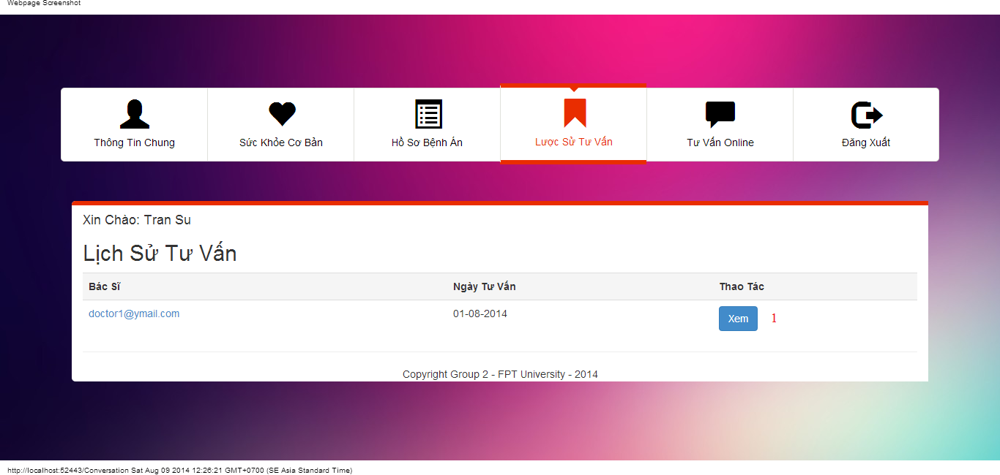 Webpage Screenshot
Thông Tin Chung
Sức Khỏe Cơ Bản
Hồ Sơ Bệnh Án
Lược Sử Tư Vấn
Tư Vấn Online
Đăng Xuất
Xin Chào: Tran Su
Lịch Sử Tư Vấn
Bác Sĩ Ngày Tư Vấn Thao Tác
doctor1@ymail.com 01-08-2014 Xem 1
Copyright Group 2 - FPT University - 2014
http://localhost:52443/Conversation Sat Aug 09 2014 12:26:21 GMT+0700 (SE Asia Standard Time)